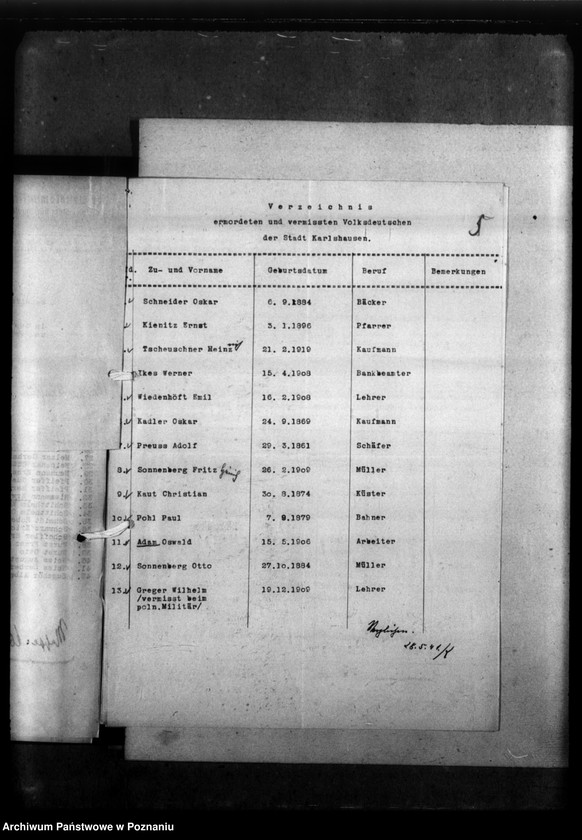 5
Verzeichnis
ermordeten und vermissten Volksdeutschen
der Stadt Karlshausen.
d. Zu- und Vorname Geburtsdatum Beruf Bemerkungen
Schneider Oskar 6. 9.1884 Bäcker
Kienitz Ernst 3. 1.1896 Pfarrer
Tscheuschner Heinz 21. 2.1919 Kaufmann
Ikes Werner 15. 4.1908 Bankbeamter
Wiedenhöft Emil 16. 2.1908 Lehrer
Kadler Oskar 24. 9.1869 Kaufmann
7. Preuss Adolf 29. 3.1861 Schäfer
8. Sonnenberg Fritz 26. 2.1909 Müller
9. Kaut Christian 30. 8.1874 Küster
10. Pohl Paul 7. 9.1879 Bahner
11. Adam Oswald 15. 5.1906 Arbeiter
12. Sonnenberg Otto 27.10.1884 Müller
13. Greger Wilhelm 19.12.1909 Lehrer
/vermisst beim
poln.Militär/
Verglichen.
Archiwum Państwowe w Poznaniu